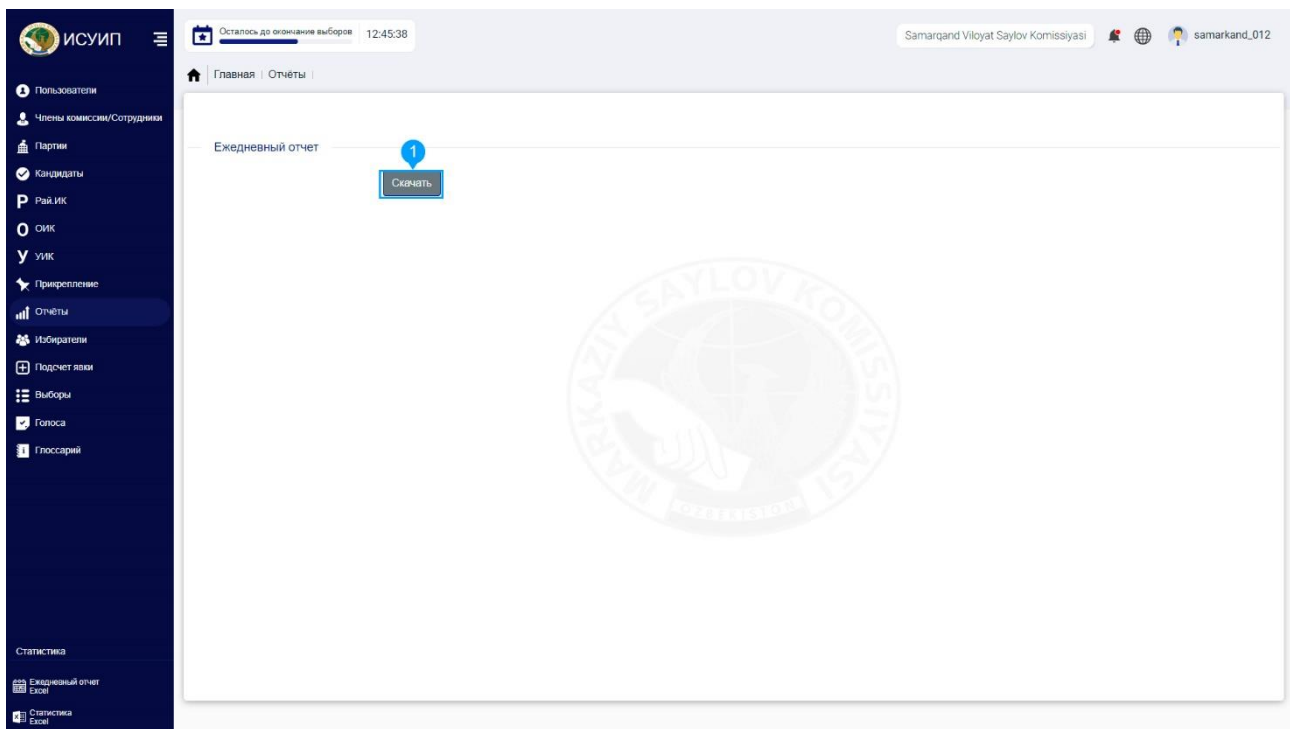 ИСУИП
Осталось до окончания выборов 12:45:38
Samarqand Viloyat Saylov Komissiyasi
samarkand_012
Главная | Отчёты |
Пользователи
Члены комиссии/Сотрудники
Партии
Кандидаты
Р Рай.ИК
О ОИК
У УИК
Прикрепление
Отчёты
Избиратели
Подсчет явки
Выборы
Голоса
Глоссарий
Статистика
Ежедневный отчет
Excel
Статистика
Excel
Ежедневный отчет
1
Скачать
MARKAZIY SAYLOV KOMISSIYASI
OZBEKISTON